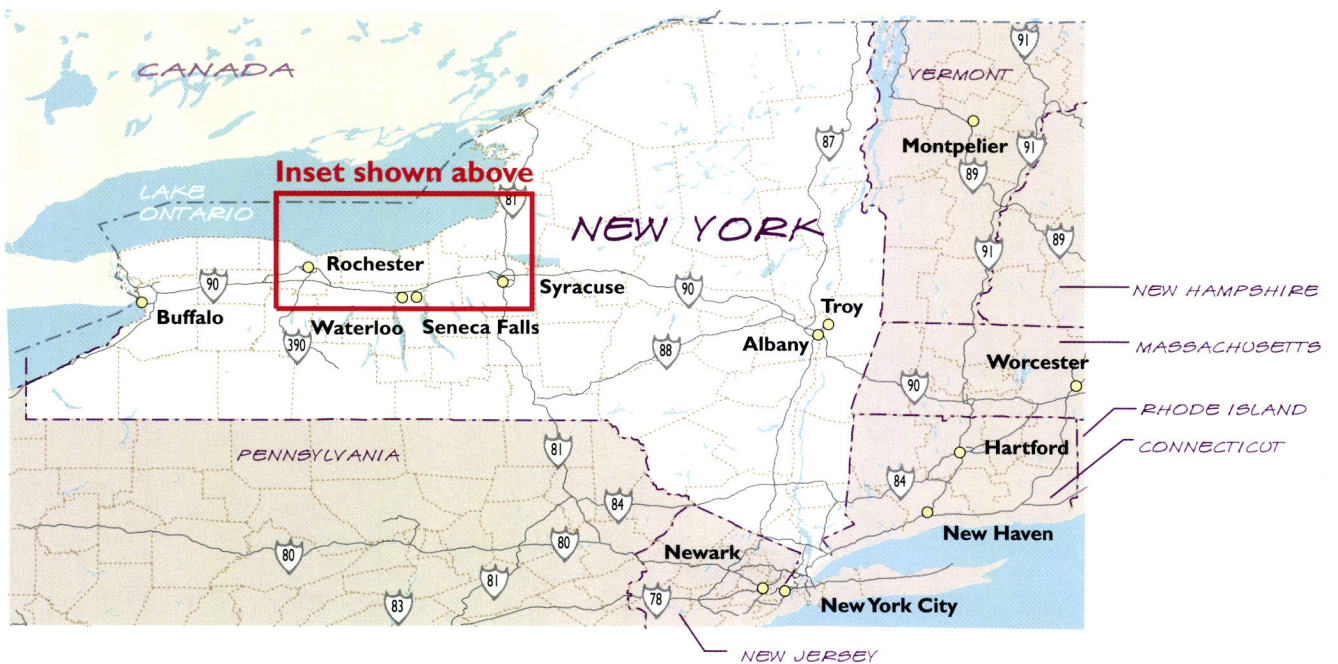 CANADA
91
VERMONT
87
Montpelier
91
89
Inset shown above
LAKE
ONTARIO
81
NEW YORK
91
89
Rochester
90
Syracuse
90
NEW HAMPSHIRE
Buffalo
Waterloo
Seneca Falls
Troy
390
88
Albany
MASSACHUSETTS
Worcester
90
RHODE ISLAND
PENNSYLVANIA
81
Hartford
CONNECTICUT
84
84
New Haven
80
80
Newark
81
83
78
New York City
NEW JERSEY